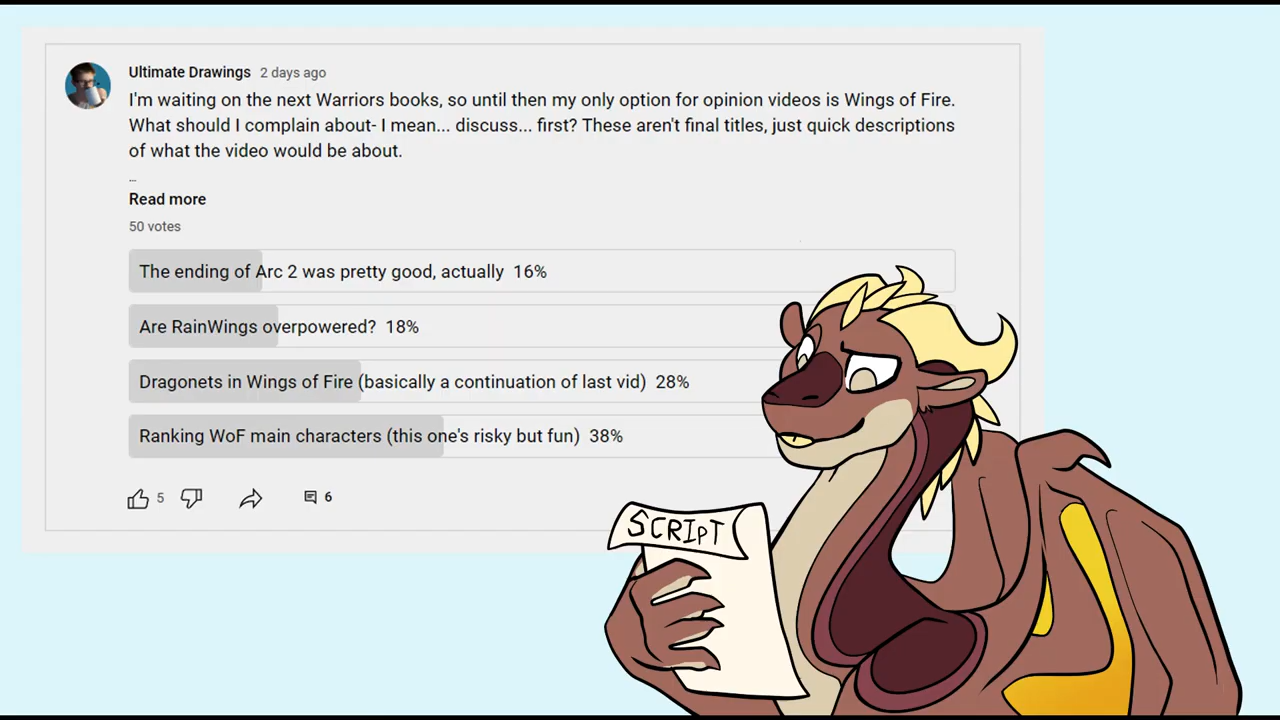 Ultimate Drawings 2 days ago
I'm waiting on the next Warriors books, so until then my only option for opinion videos is Wings of Fire.
What should I complain about- I mean... discuss... first? These aren't final titles, just quick descriptions
of what the video would be about.
...
Read more
50 votes
The ending of Arc 2 was pretty good, actually 16%
Are RainWings overpowered? 18%
Dragonets in Wings of Fire (basically a continuation of last vid) 28%
Ranking WoF main characters (this one's risky but fun) 38%
5 6
SCRIPT